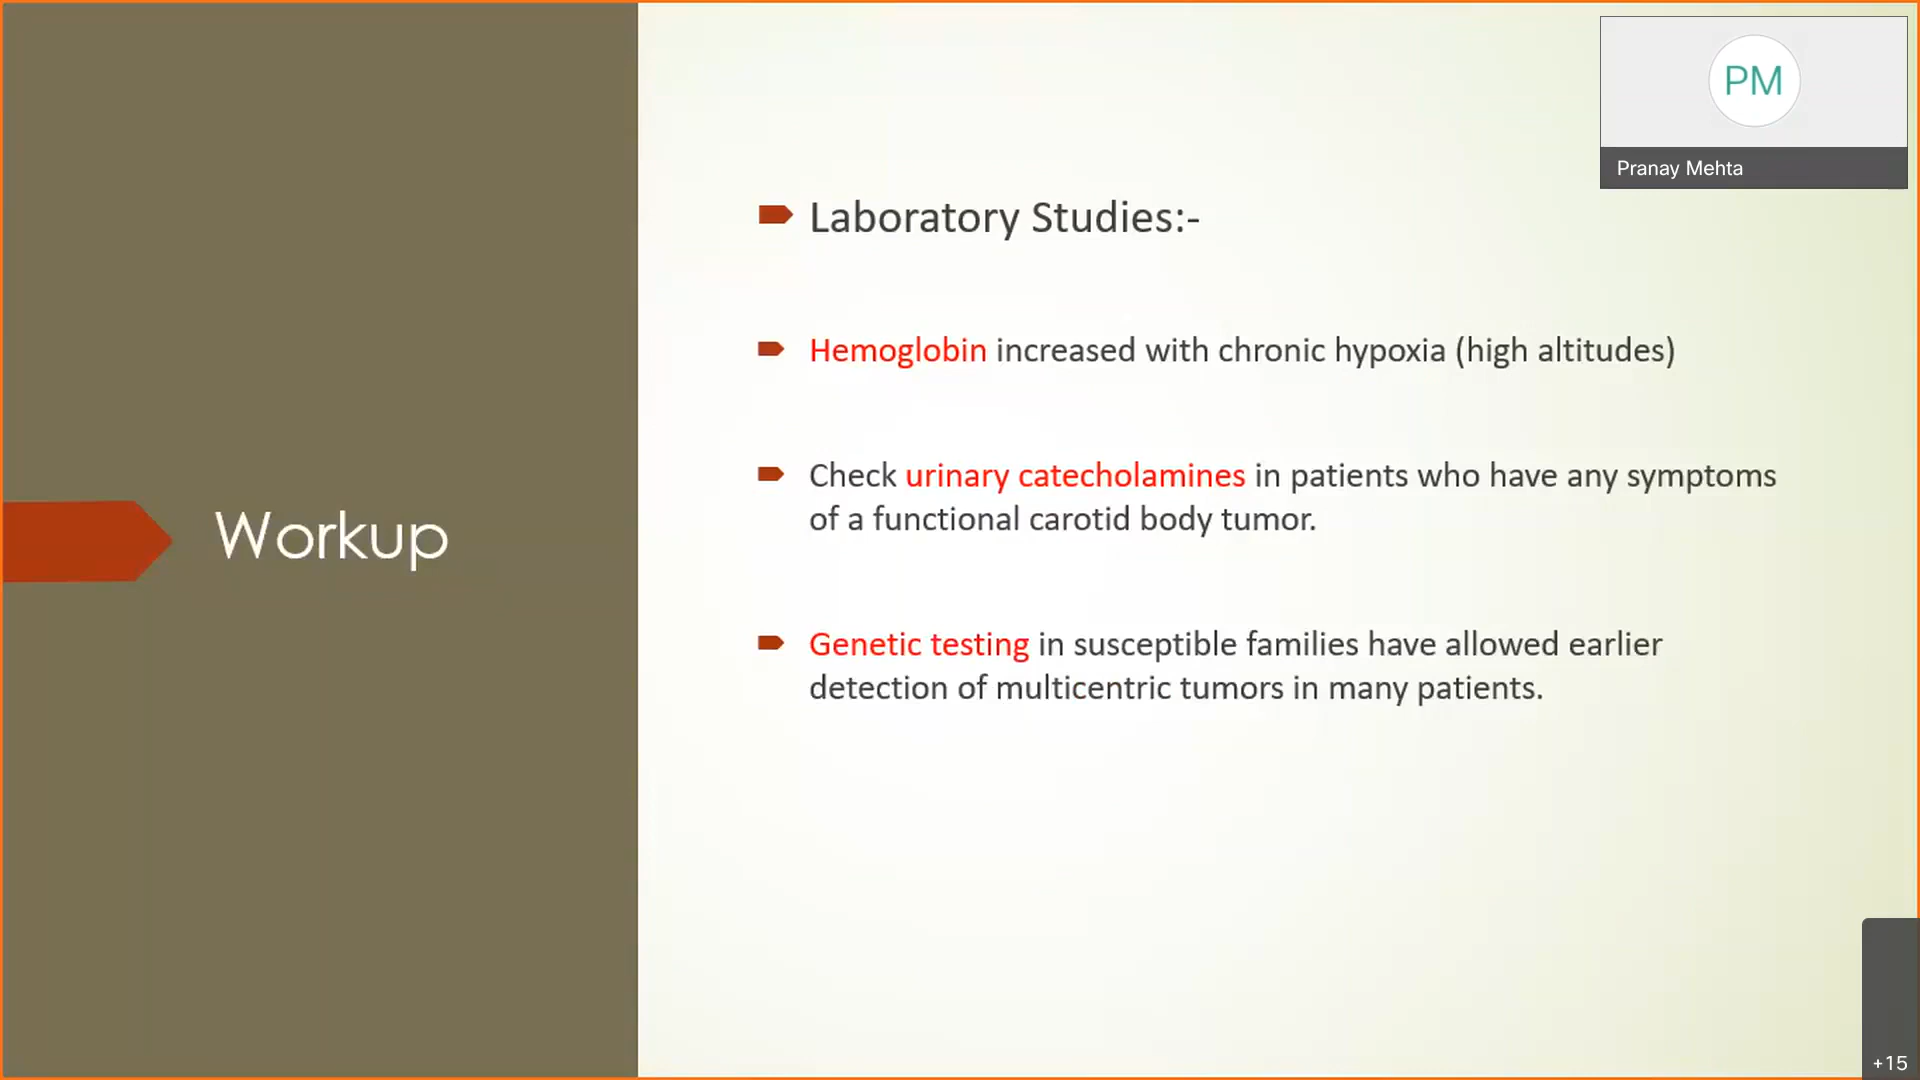 PM
Pranay Mehta
Laboratory Studies:-
Hemoglobin increased with chronic hypoxia (high altitudes)
Check urinary catecholamines in patients who have any symptoms
of a functional carotid body tumor.
Workup
Genetic testing in susceptible families have allowed earlier
detection of multicentric tumors in many patients.
+15